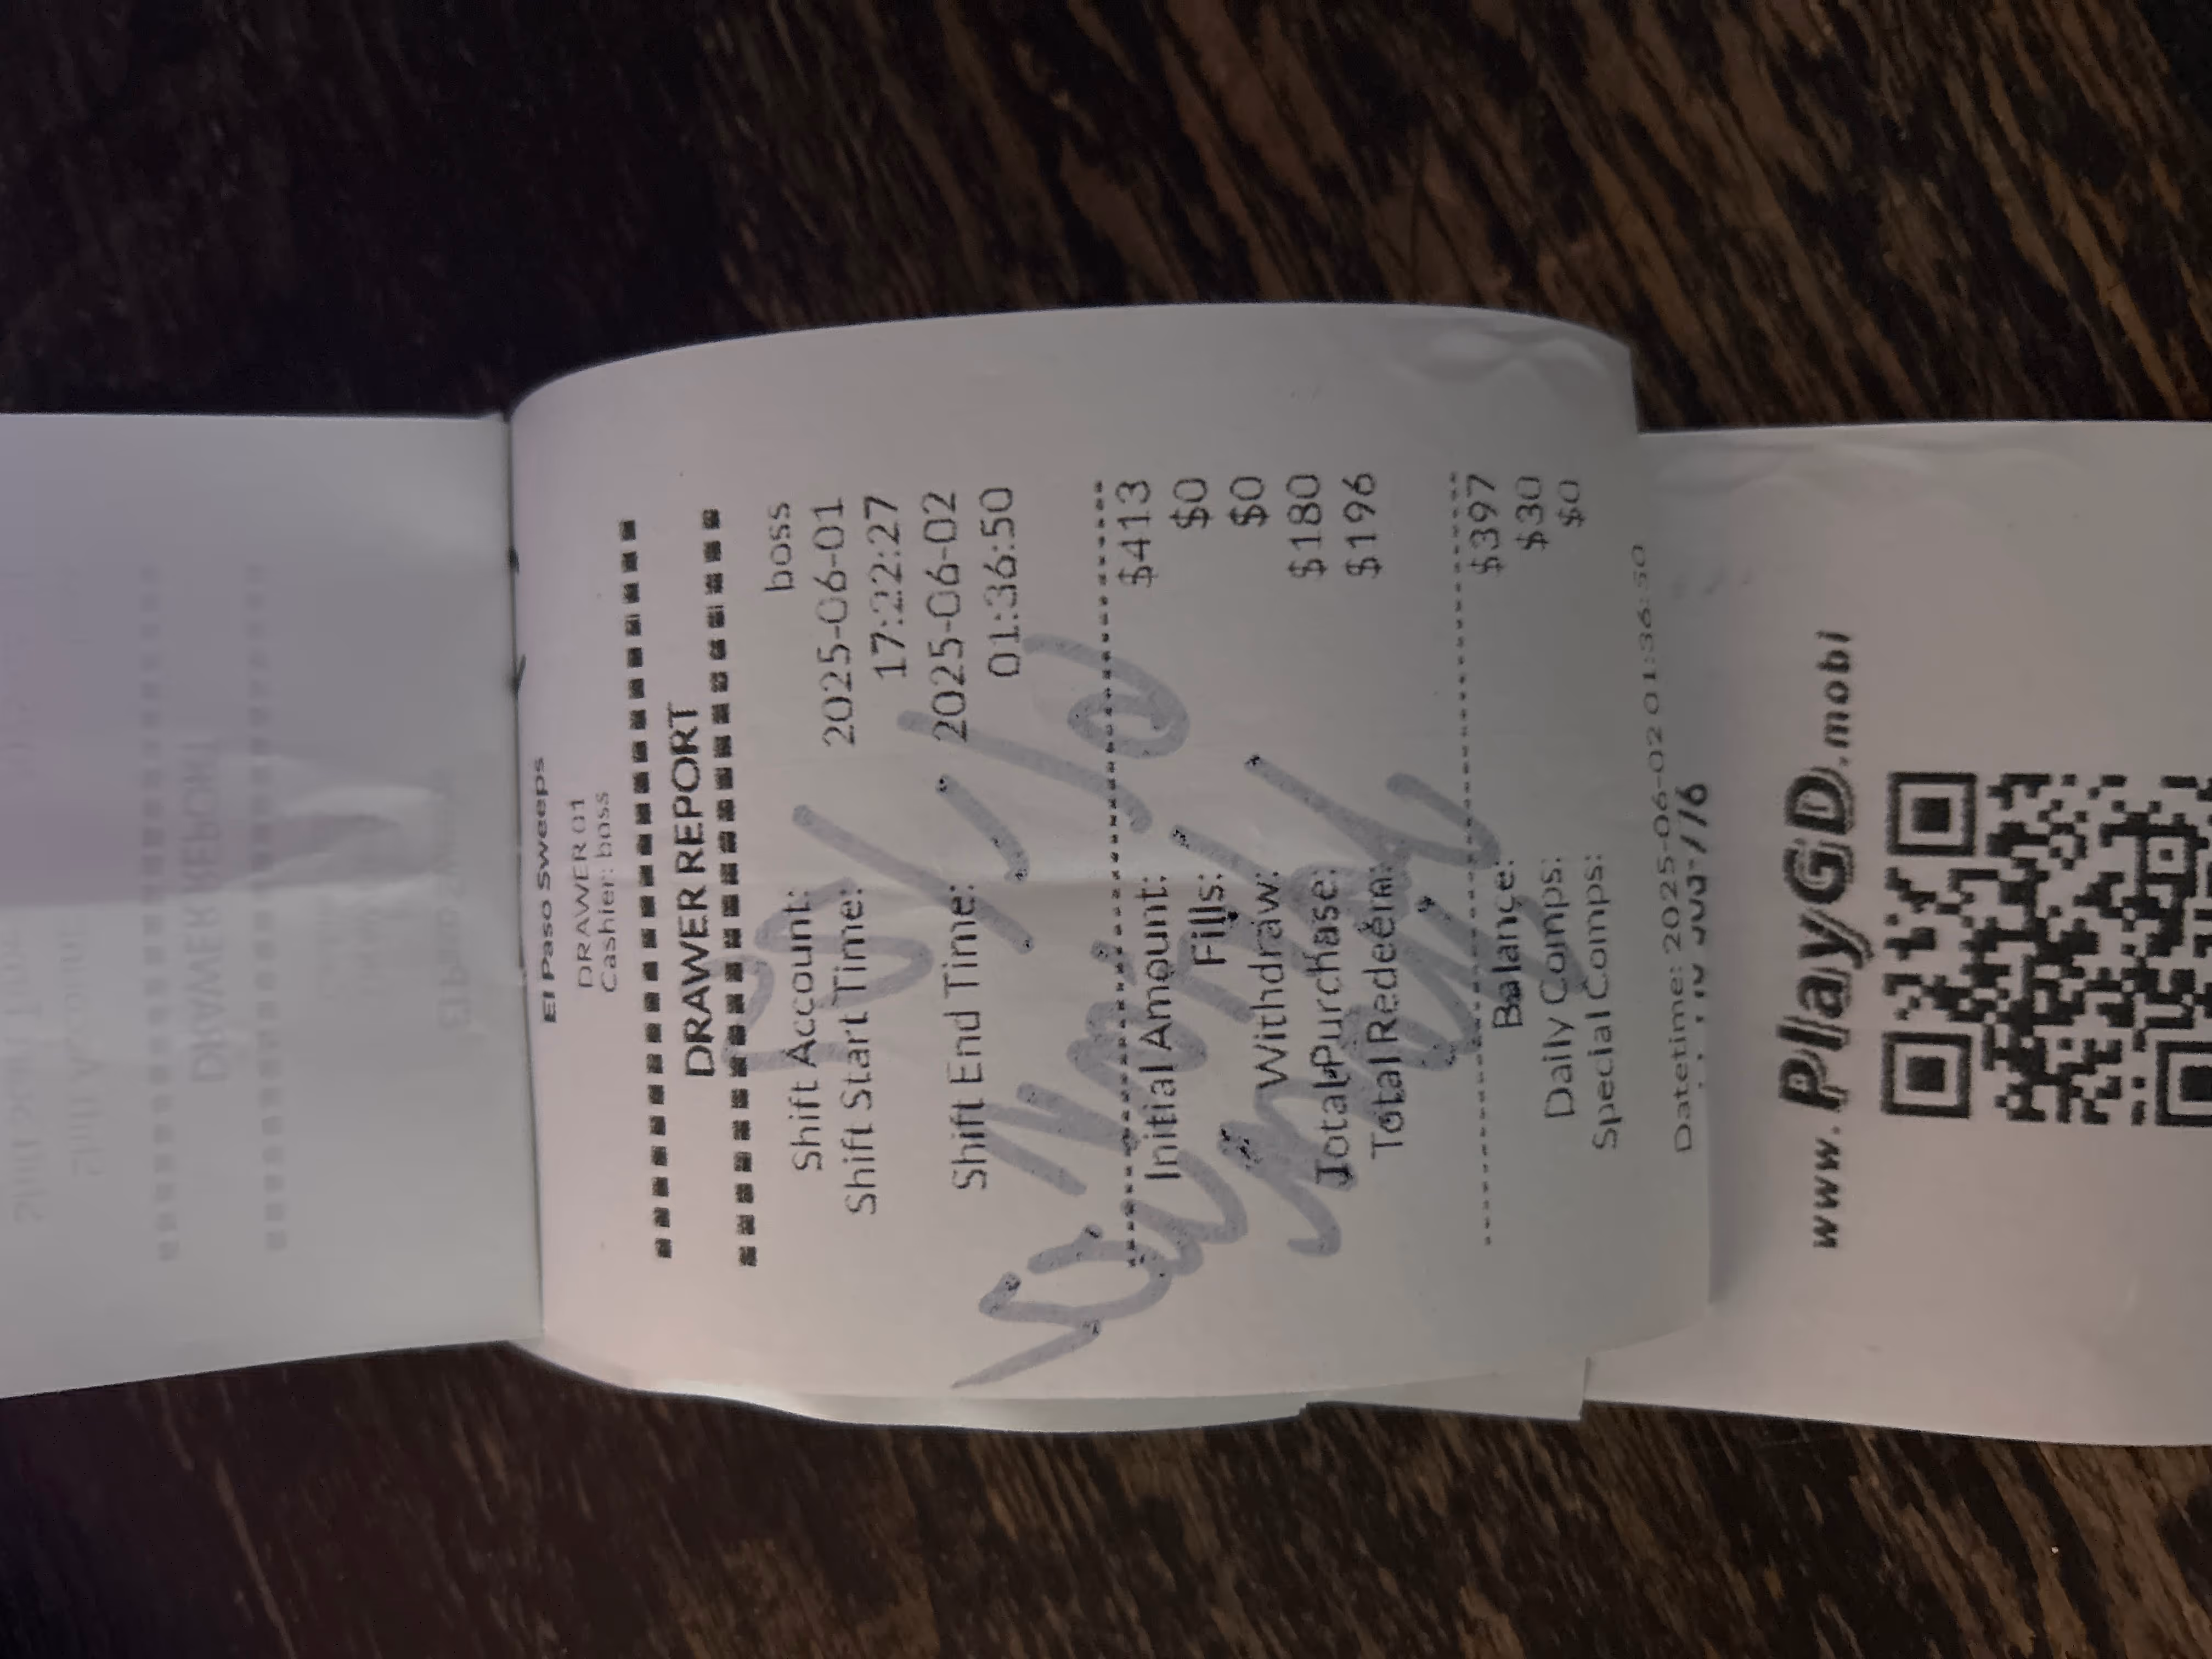 El Paso Sweeps
DRAWER 01
Cashier: boss
DRAWER REPORT
Shift Account: boss
Shift Start Time: 2025-06-01
17:22:27
Shift End Time: 2025-06-02
01:36:50
Initial Amount: $413
Fills: $0
Withdraw: $0
Total Purchase: $180
Total Redeem: $196
Balance: $397
Daily Comps: $30
Special Comps: $0
Datetime: 2025-06-02 01:36:50
www.PlayGD.mobi